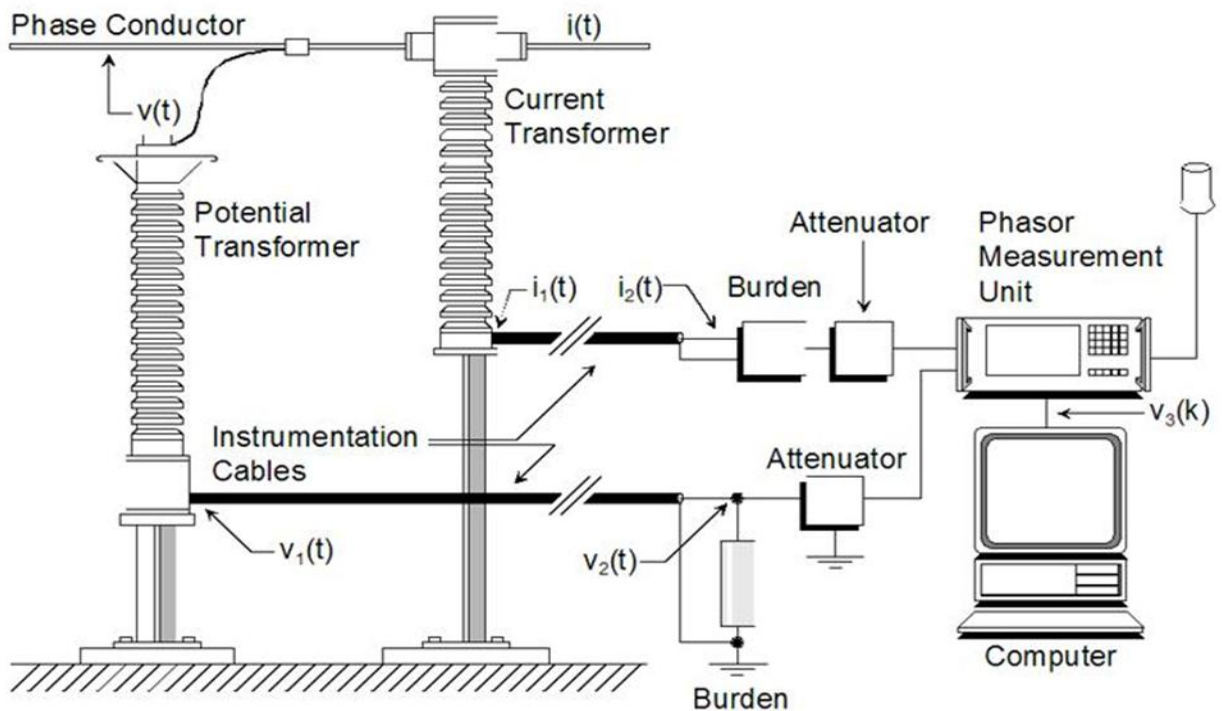 Phase Conductor
i(t)
v(t)
Current
Transformer
Potential
Transformer
Attenuator
Phasor
Measurement
Unit
i₁(t)
i₂(t)
Burden
v₃(k)
Instrumentation
Cables
Attenuator
v₁(t)
v₂(t)
Computer
Burden